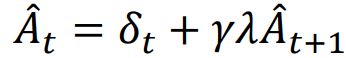 Â_t = δ_t + γλÂ_{t+1}